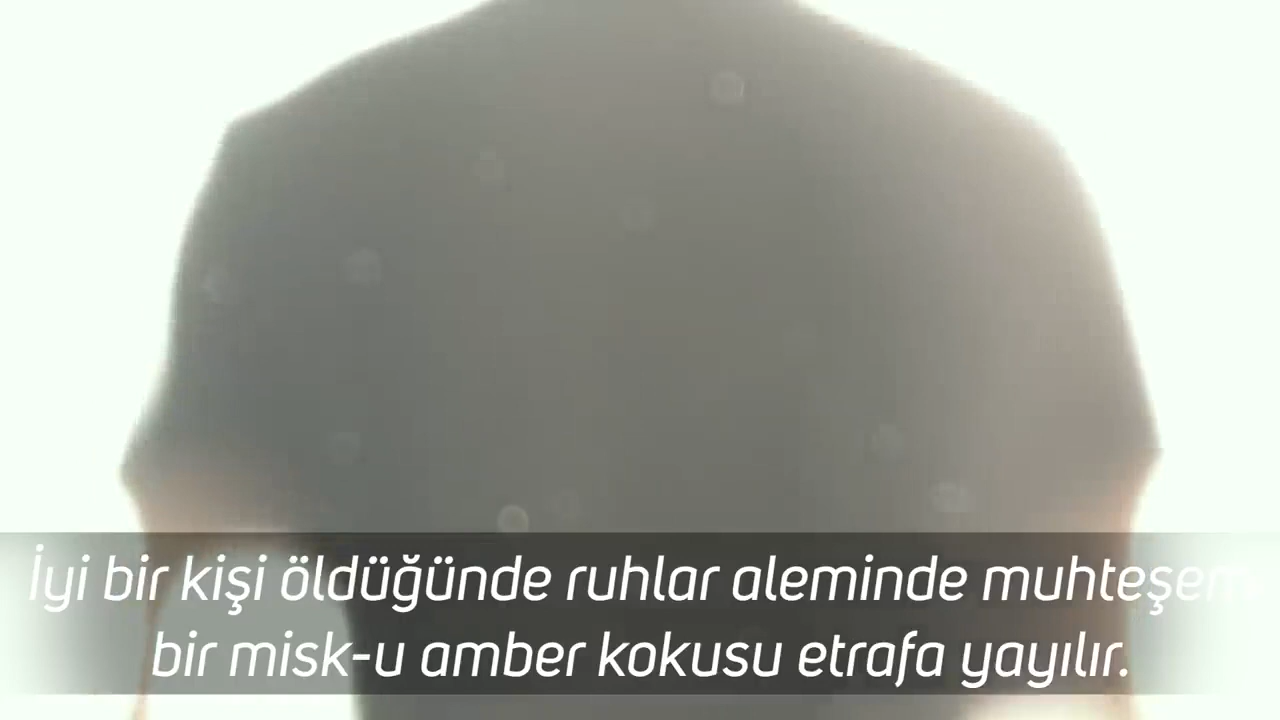 İyi bir kişi öldüğünde ruhlar aleminde muhteşem
bir misk-u amber kokusu etrafa yayılır.